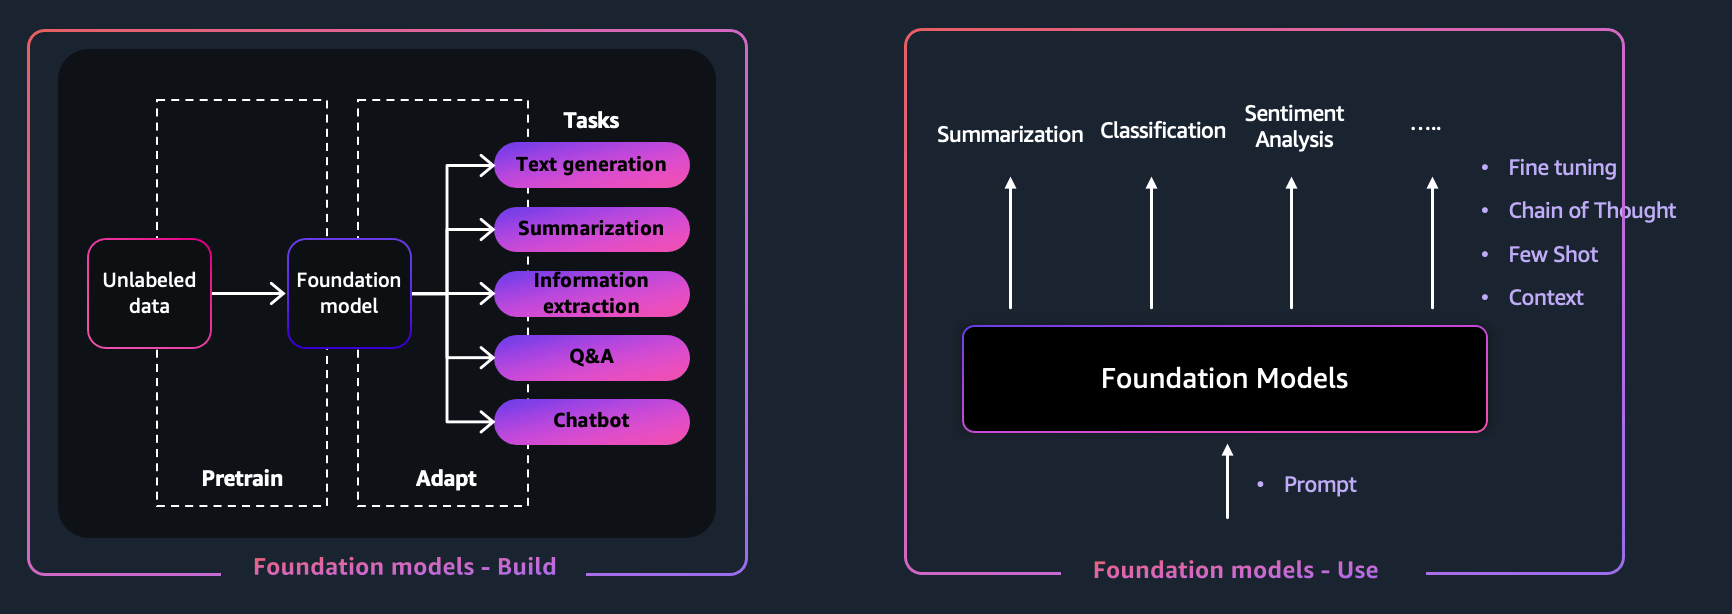 Tasks
Text generation
Summarization
Information
extraction
Q&A
Chatbot
Unlabeled
data
Foundation
model
Pretrain
Adapt
Foundation models - Build
Summarization
Classification
Sentiment
Analysis
.....
• Fine tuning
• Chain of Thought
• Few Shot
• Context
Foundation Models
• Prompt
Foundation models - Use